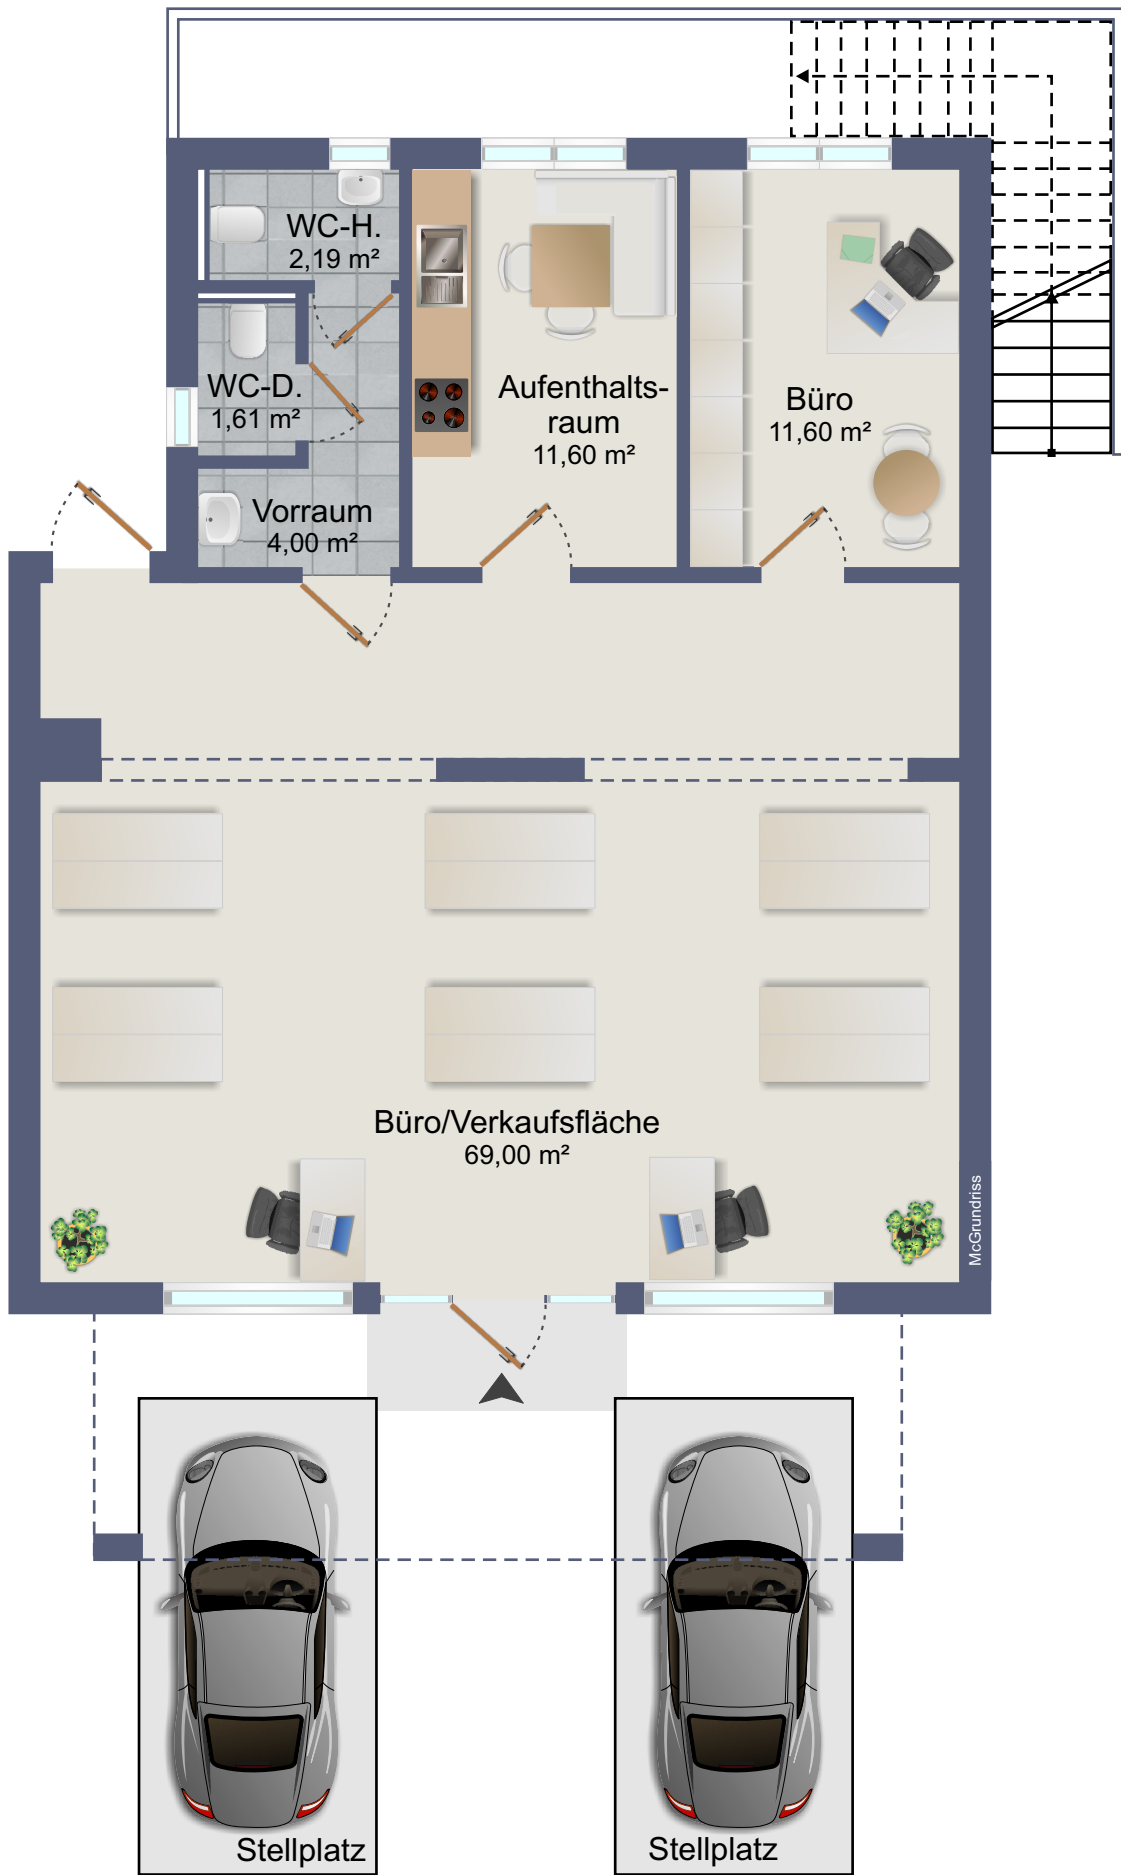 WC-H.
2,19 m²
WC-D.
1,61 m²
Vorraum
4,00 m²
Aufenthalts-
raum
11,60 m²
Büro
11,60 m²
Büro/Verkaufsfläche
69,00 m²
McGrundriss
Stellplatz
Stellplatz